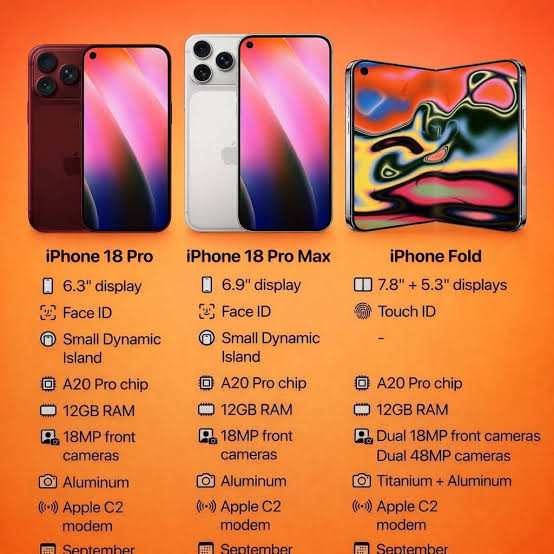 iPhone 18 Pro
6.3" display
Face ID
Small Dynamic
Island
A20 Pro chip
12GB RAM
18MP front
cameras
Aluminum
Apple C2
modem
September
iPhone 18 Pro Max
6.9" display
Face ID
Small Dynamic
Island
A20 Pro chip
12GB RAM
18MP front
cameras
Aluminum
Apple C2
modem
September
iPhone Fold
7.8" + 5.3" displays
Touch ID
-
A20 Pro chip
12GB RAM
Dual 18MP front cameras
Dual 48MP cameras
Titanium + Aluminum
Apple C2
modem
September